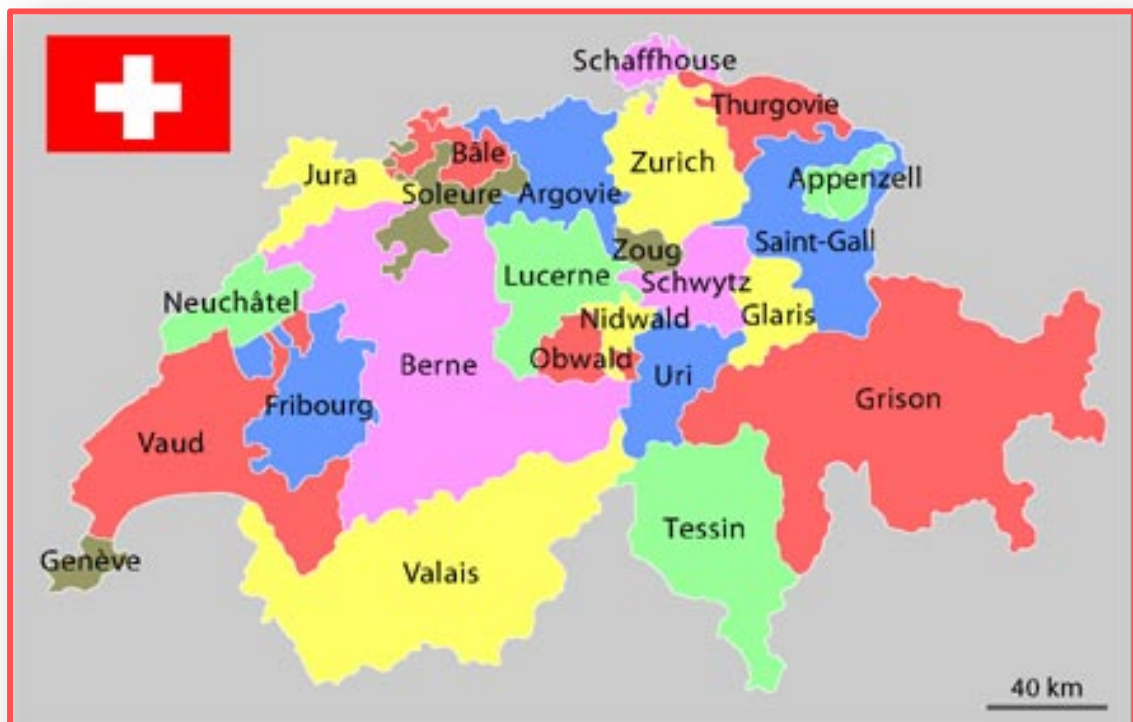 Schaffhouse
Thurgovie
Bâle
Jura
Zurich
Soleure
Argovie
Appenzell
Zoug
Saint-Gall
Lucerne
Schwytz
Neuchâtel
Nidwald
Glaris
Obwald
Berne
Uri
Fribourg
Grison
Vaud
Tessin
Genève
Valais
40 km